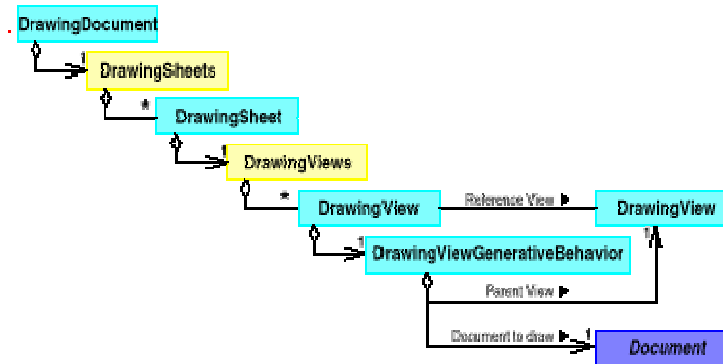 DrawingDocument
1
DrawingSheets
*
DrawingSheet
1
DrawingViews
*
DrawingView
Reference View ▶
DrawingView
1
DrawingViewGenerativeBehavior
1
Parent View ▶
Document to draw ▶
1
Document